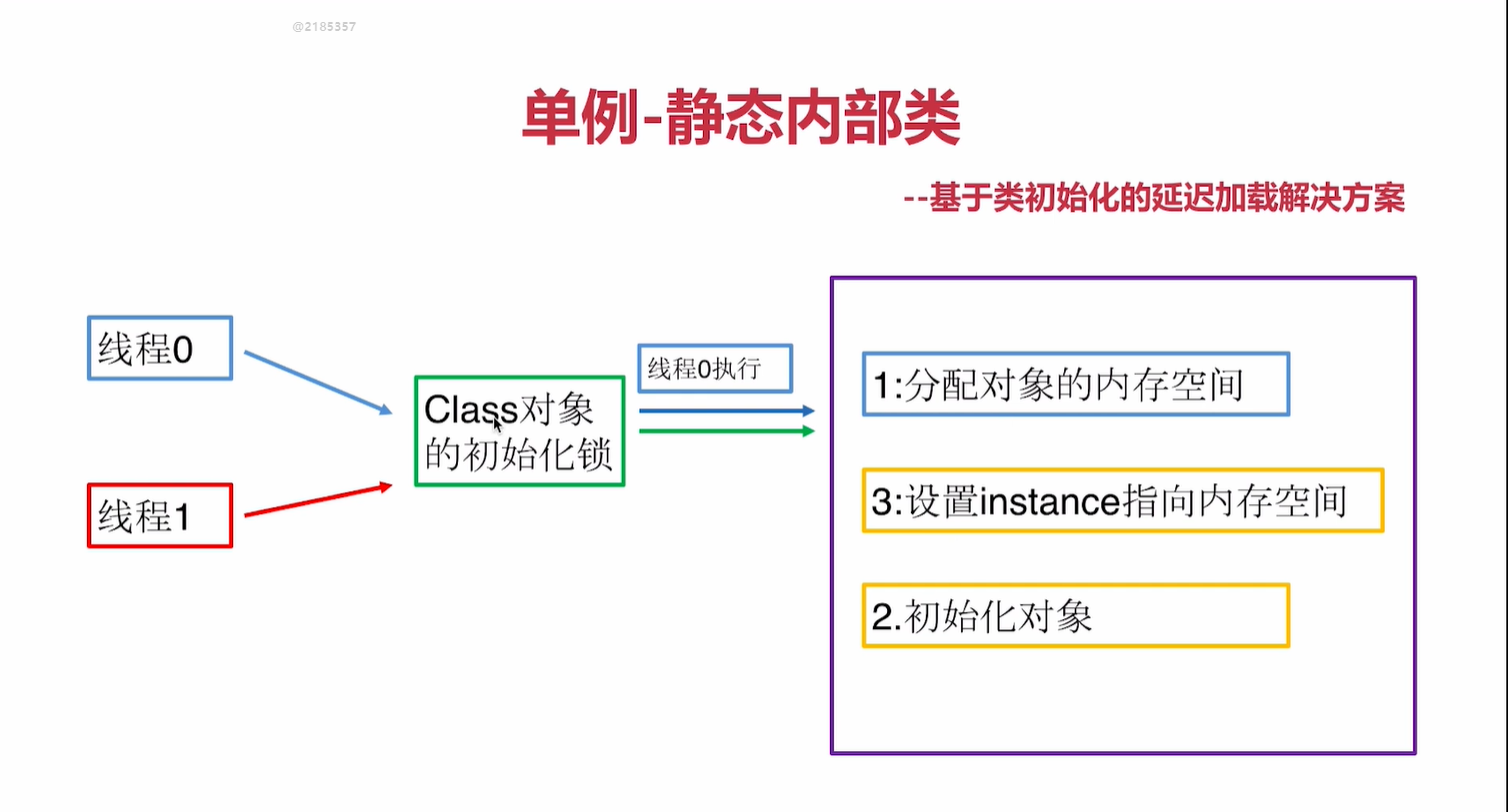 @2185357
单例-静态内部类
--基于类初始化的延迟加载解决方案
线程0
线程1
Class对象
的初始化锁
线程0执行
1:分配对象的内存空间
3:设置instance指向内存空间
2.初始化对象